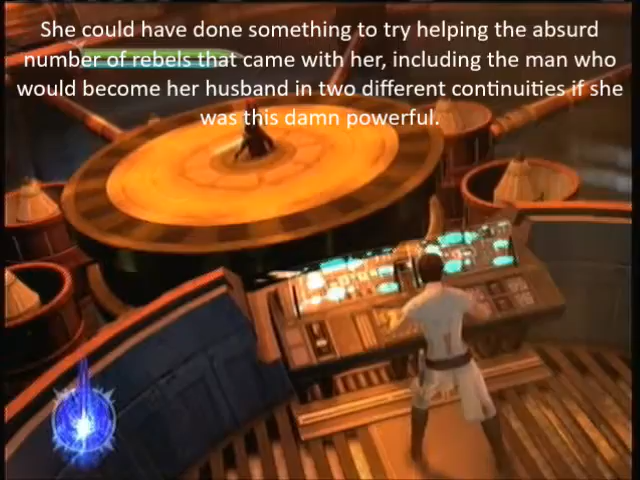 She could have done something to try helping the absurd
number of rebels that came with her, including the man who
would become her husband in two different continuities if she
was this damn powerful.